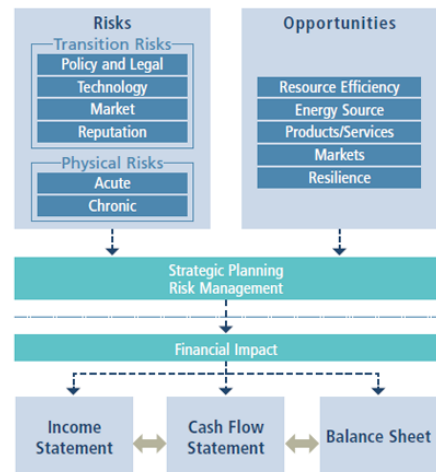 Risks
Transition Risks
Policy and Legal
Technology
Market
Reputation
Physical Risks
Acute
Chronic
Opportunities
Resource Efficiency
Energy Source
Products/Services
Markets
Resilience
Strategic Planning
Risk Management
Financial Impact
Income
Statement
Cash Flow
Statement
Balance Sheet